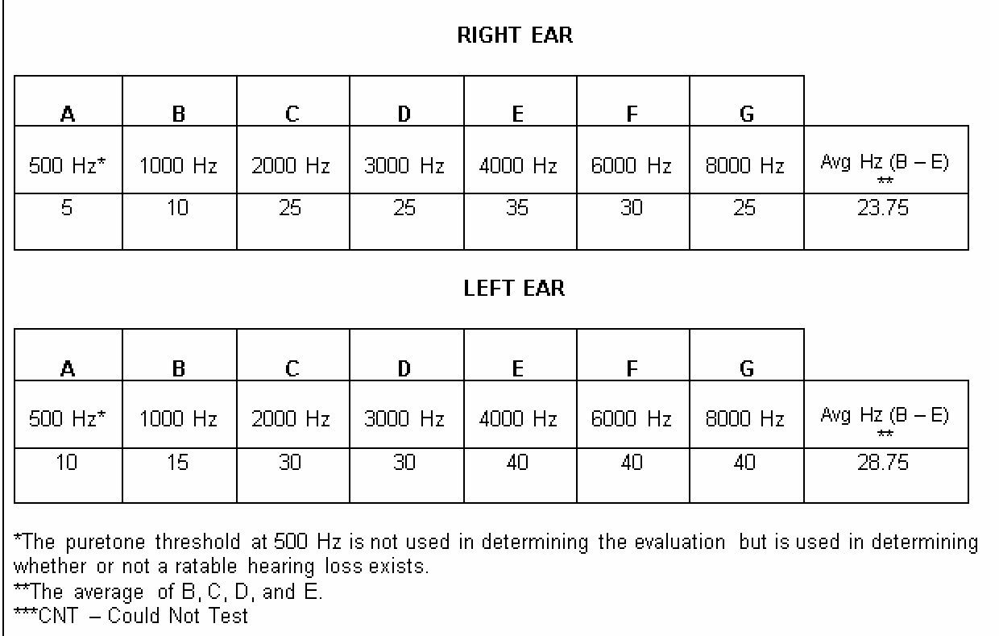 RIGHT EAR
A B C D E F G
500 Hz* 1000 Hz 2000 Hz 3000 Hz 4000 Hz 6000 Hz 8000 Hz Avg Hz (B – E)
**
5 10 25 25 35 30 25 23.75
LEFT EAR
A B C D E F G
500 Hz* 1000 Hz 2000 Hz 3000 Hz 4000 Hz 6000 Hz 8000 Hz Avg Hz (B – E)
**
10 15 30 30 40 40 40 28.75
*The puretone threshold at 500 Hz is not used in determining the evaluation but is used in determining
whether or not a ratable hearing loss exists.
**The average of B, C, D, and E.
***CNT – Could Not Test